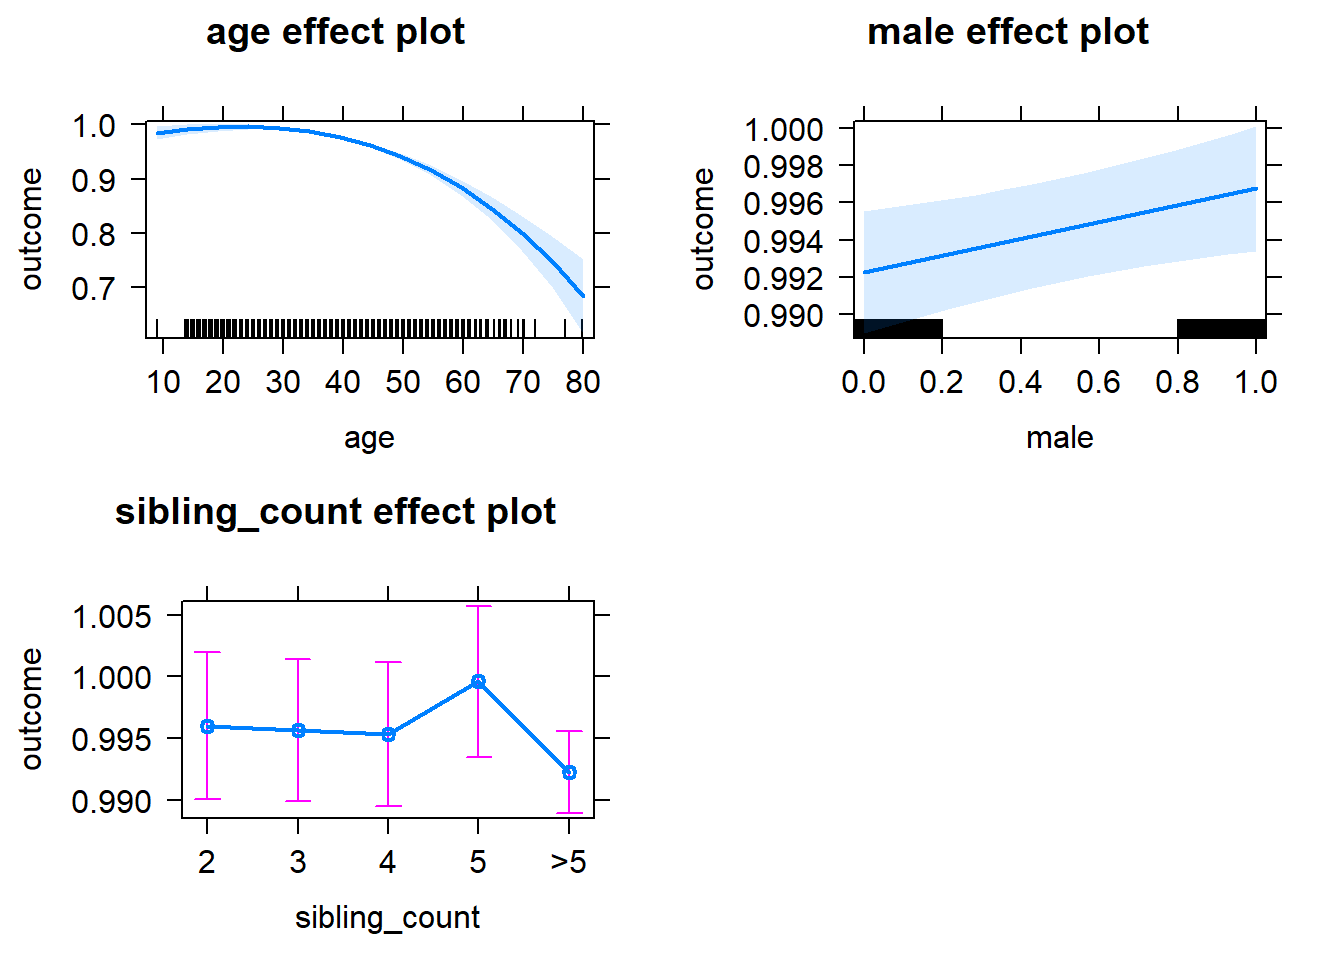 age effect plot
outcome
1.0
0.9
0.8
0.7
10 20 30 40 50 60 70 80
age
male effect plot
outcome
1.000
0.998
0.996
0.994
0.992
0.990
0.0 0.2 0.4 0.6 0.8 1.0
male
sibling_count effect plot
outcome
1.005
1.000
0.995
0.990
2 3 4 5 >5
sibling_count